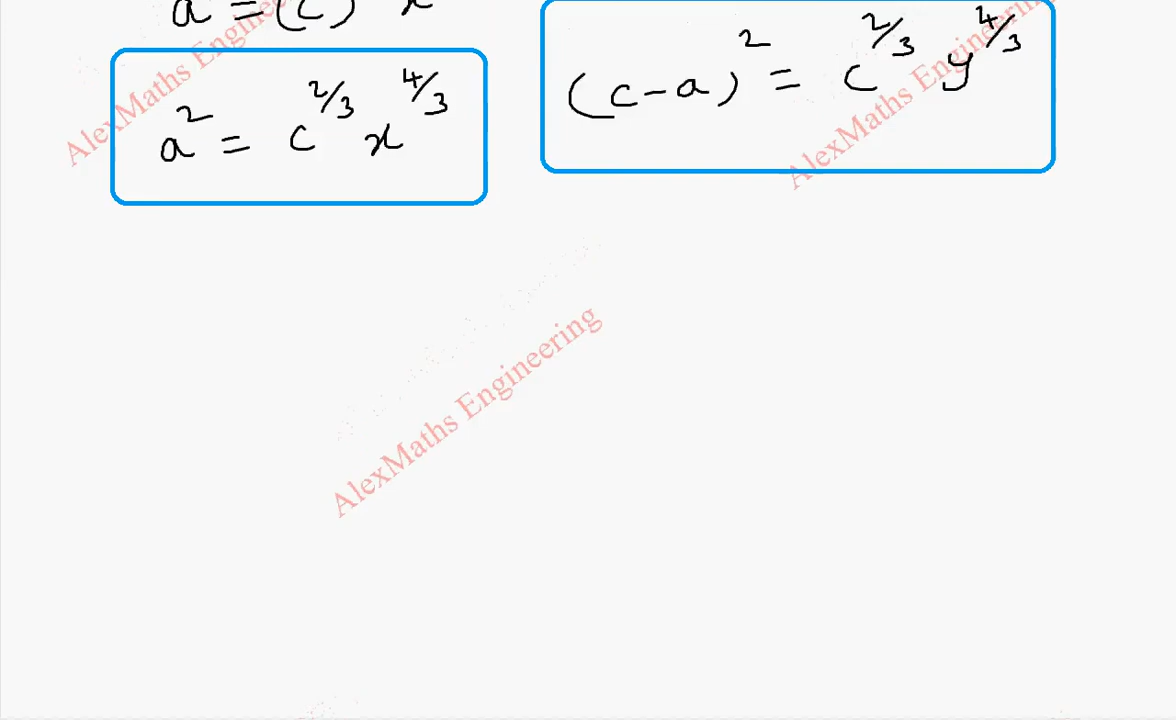 a = (c) x
a² = c^{2/3} x^{4/3}
(c-a)² = c^{2/3} y^{4/3}
AlexMaths Engineering
AlexMaths Engineering
AlexMaths Engineering